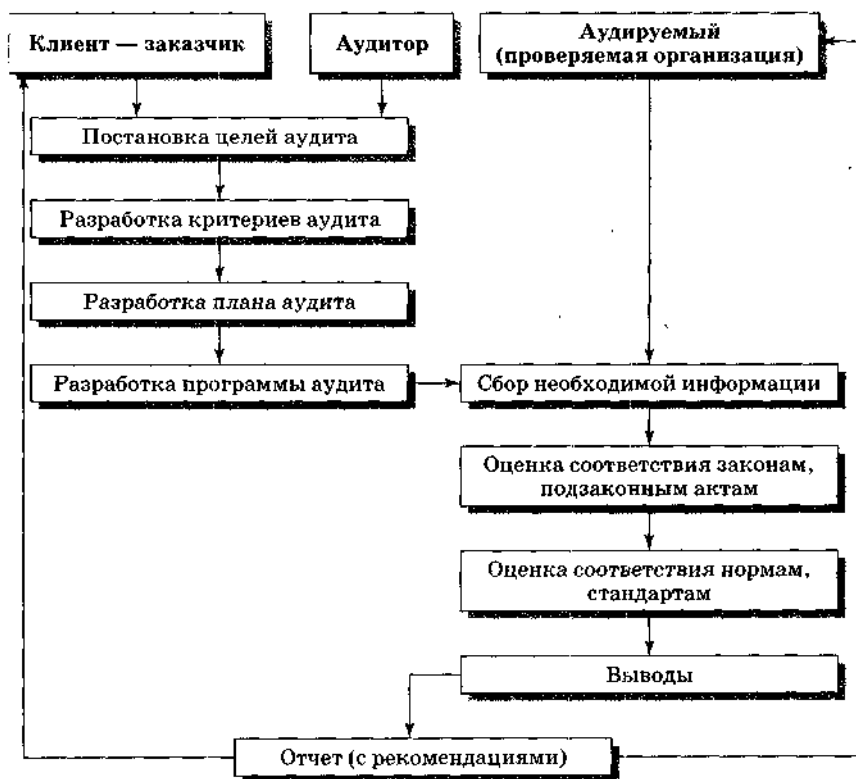 Клиент — заказчик
Аудитор
Аудируемый
(проверяемая организация)
Постановка целей аудита
Разработка критериев аудита
Разработка плана аудита
Разработка программы аудита
Сбор необходимой информации
Оценка соответствия законам,
подзаконным актам
Оценка соответствия нормам,
стандартам
Выводы
Отчет (с рекомендациями)